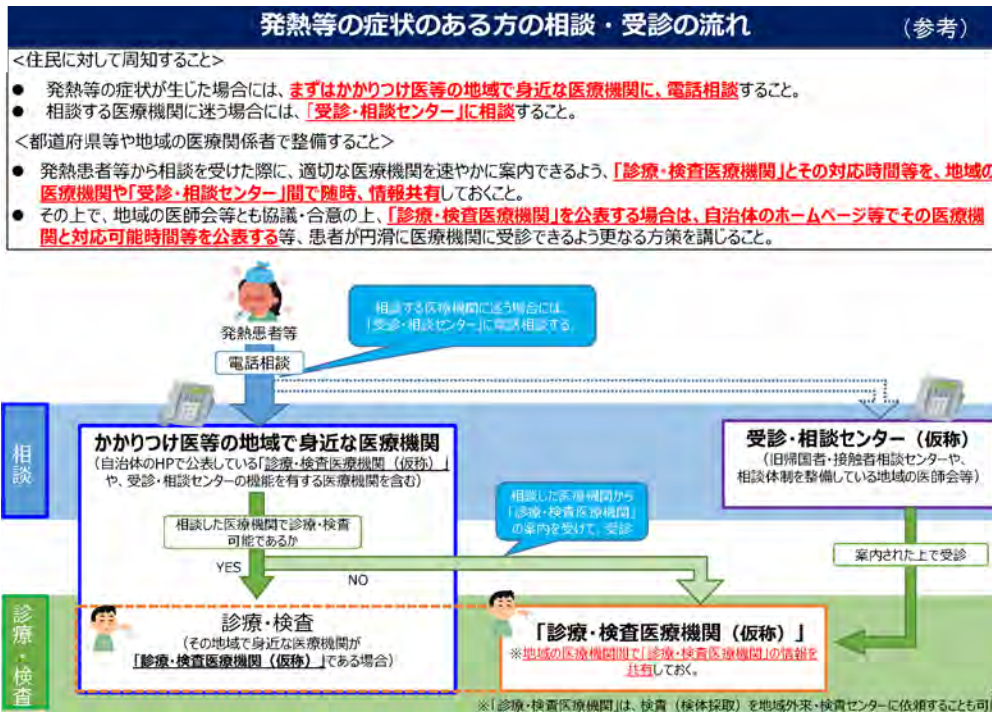 発熱等の症状のある方の相談・受診の流れ
(参考)
<住民に対して周知すること>
● 発熱等の症状が生じた場合には、まずはかかりつけ医等の地域で身近な医療機関に、電話相談すること。
● 相談する医療機関に迷う場合には、「受診・相談センター」に相談すること。
<都道府県等や地域の医療関係者で整備すること>
● 発熱患者等から相談を受けた際に、適切な医療機関を速やかに案内できるよう、「診療・検査医療機関」とその対応時間等を、地域の
医療機関や「受診・相談センター」間で随時、情報共有しておくこと。
● その上で、地域の医師会等とも協議・合意の上、「診療・検査医療機関」を公表する場合は、自治体のホームページ等でその医療機
関と対応可能時間等を公表する等、患者が円滑に医療機関に受診できるよう更なる方策を講じること。
相談する医療機関に迷う場合には、
「受診・相談センター」に電話相談する。
発熱患者等
電話相談
相談
かかりつけ医等の地域で身近な医療機関
(自治体のHPで公表している「診療・検査医療機関(仮称)」
や、受診・相談センターの機能を有する医療機関を含む)
受診・相談センター(仮称)
(旧帰国者・接触者相談センターや、
相談体制を整備している地域の医師会等)
相談した医療機関から
「診療・検査医療機関」
の案内を受けて、受診
相談した医療機関で診療・検査
可能であるか
YES
NO
案内された上で受診
診療・検査
診療・検査
(その地域で身近な医療機関が
「診療・検査医療機関(仮称)」である場合)
「診療・検査医療機関(仮称)」
※地域の医療機関間で「診療・検査医療機関」の情報を
共有しておく。
※「診療・検査医療機関」は、検査(検体採取)を地域外来・検査センターに依頼することも可